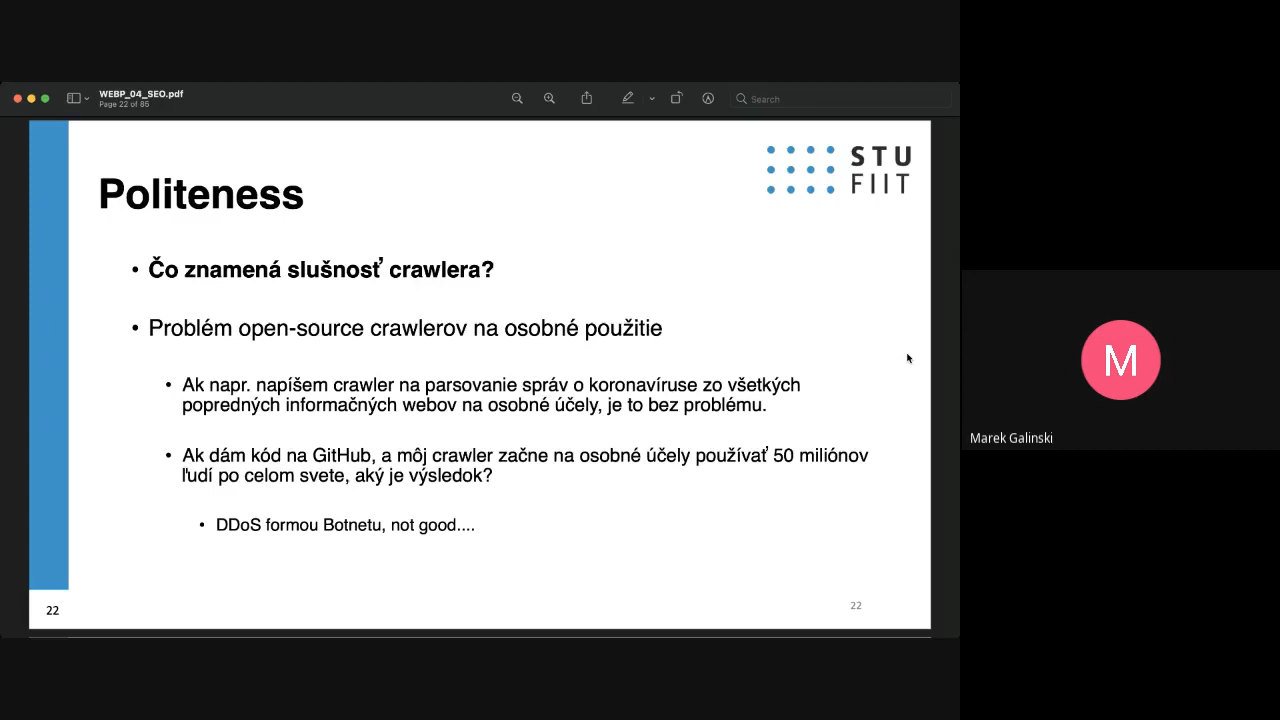 WEBP_04_SEO.pdf
Page 22 of 85
Search
STU
FIIT
Politeness
• Čo znamená slušnosť crawlera?
• Problém open-source crawlerov na osobné použitie
• Ak napr. napíšem crawler na parsovanie správ o koronavíruse zo všetkých
popredných informačných webov na osobné účely, je to bez problému.
• Ak dám kód na GitHub, a môj crawler začne na osobné účely používať 50 miliónov
ľudí po celom svete, aký je výsledok?
• DDoS formou Botnetu, not good....
22
22
M
Marek Galinski